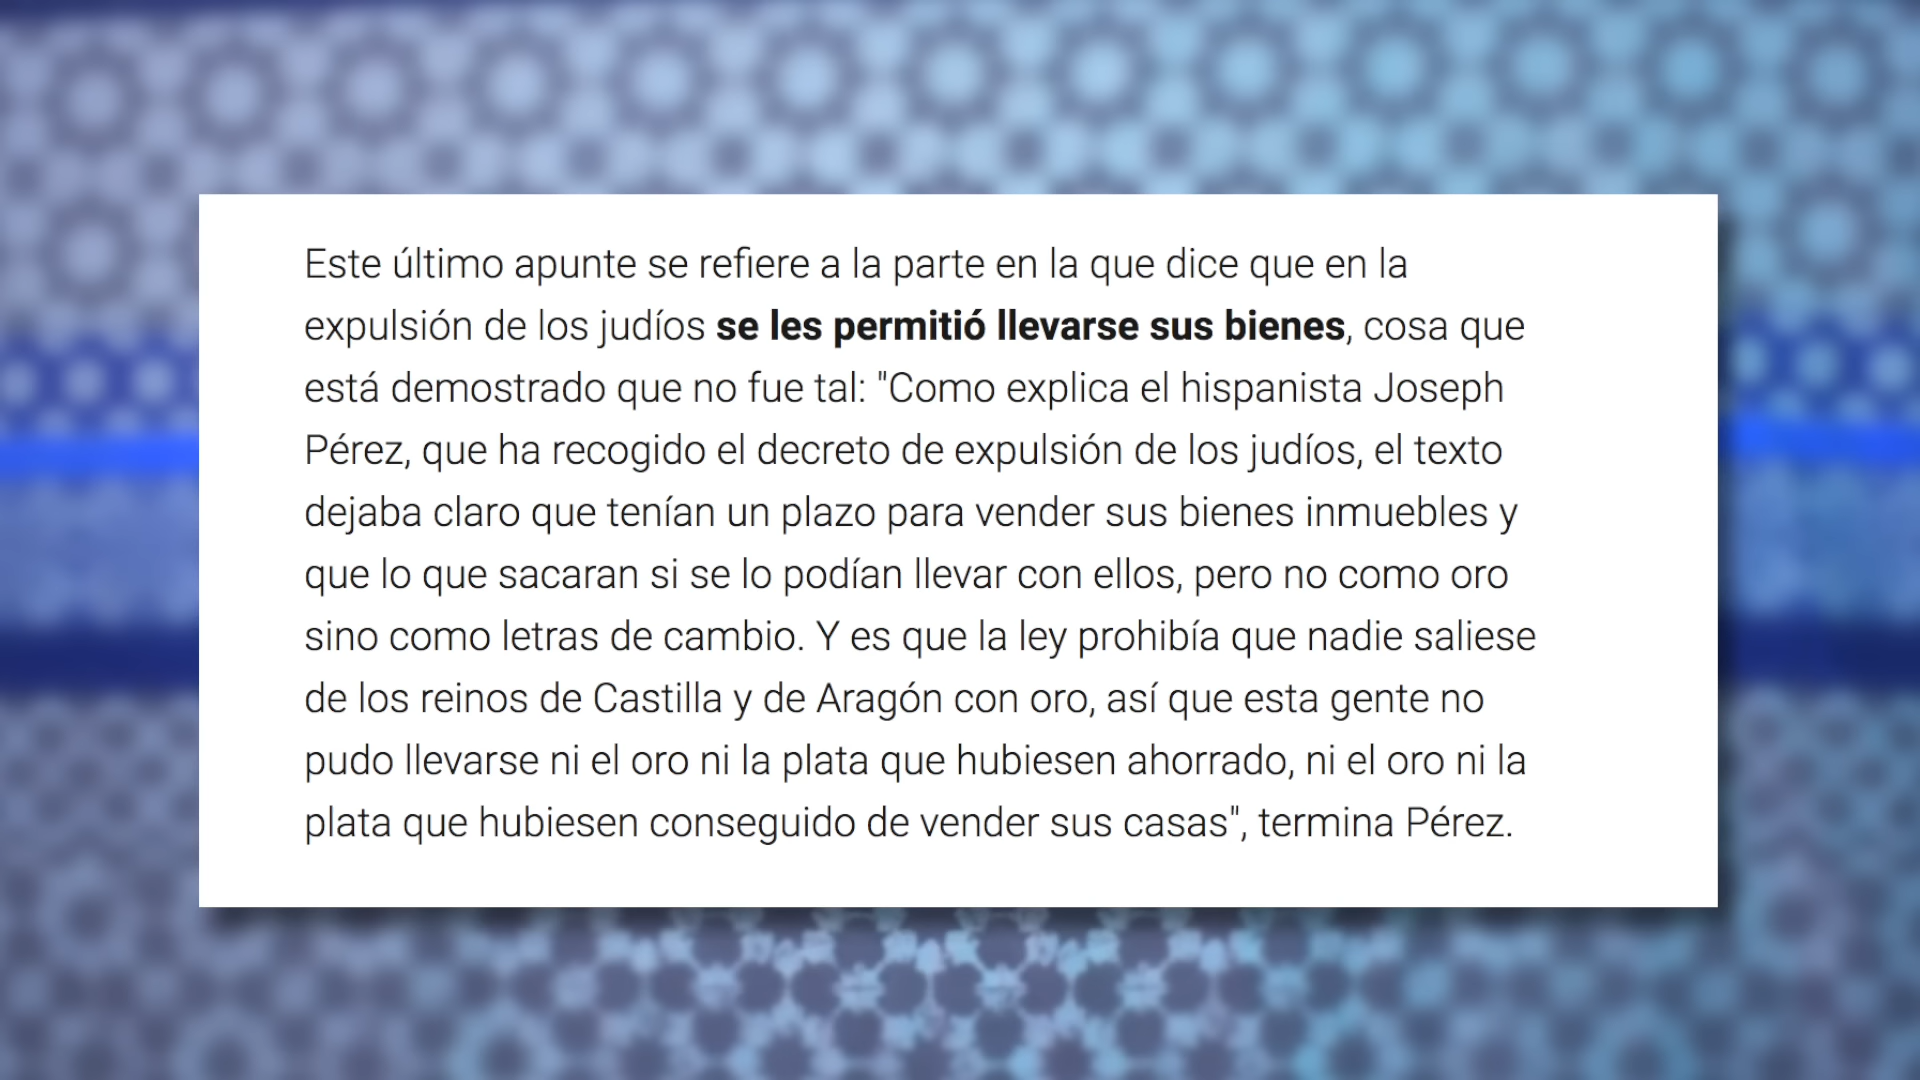 Este último apunte se refiere a la parte en la que dice que en la
expulsión de los judíos se les permitió llevarse sus bienes, cosa que
está demostrado que no fue tal: "Como explica el hispanista Joseph
Pérez, que ha recogido el decreto de expulsión de los judíos, el texto
dejaba claro que tenían un plazo para vender sus bienes inmuebles y
que lo que sacaran si se lo podían llevar con ellos, pero no como oro
sino como letras de cambio. Y es que la ley prohibía que nadie saliese
de los reinos de Castilla y de Aragón con oro, así que esta gente no
pudo llevarse ni el oro ni la plata que hubiesen ahorrado, ni el oro ni la
plata que hubiesen conseguido de vender sus casas", termina Pérez.